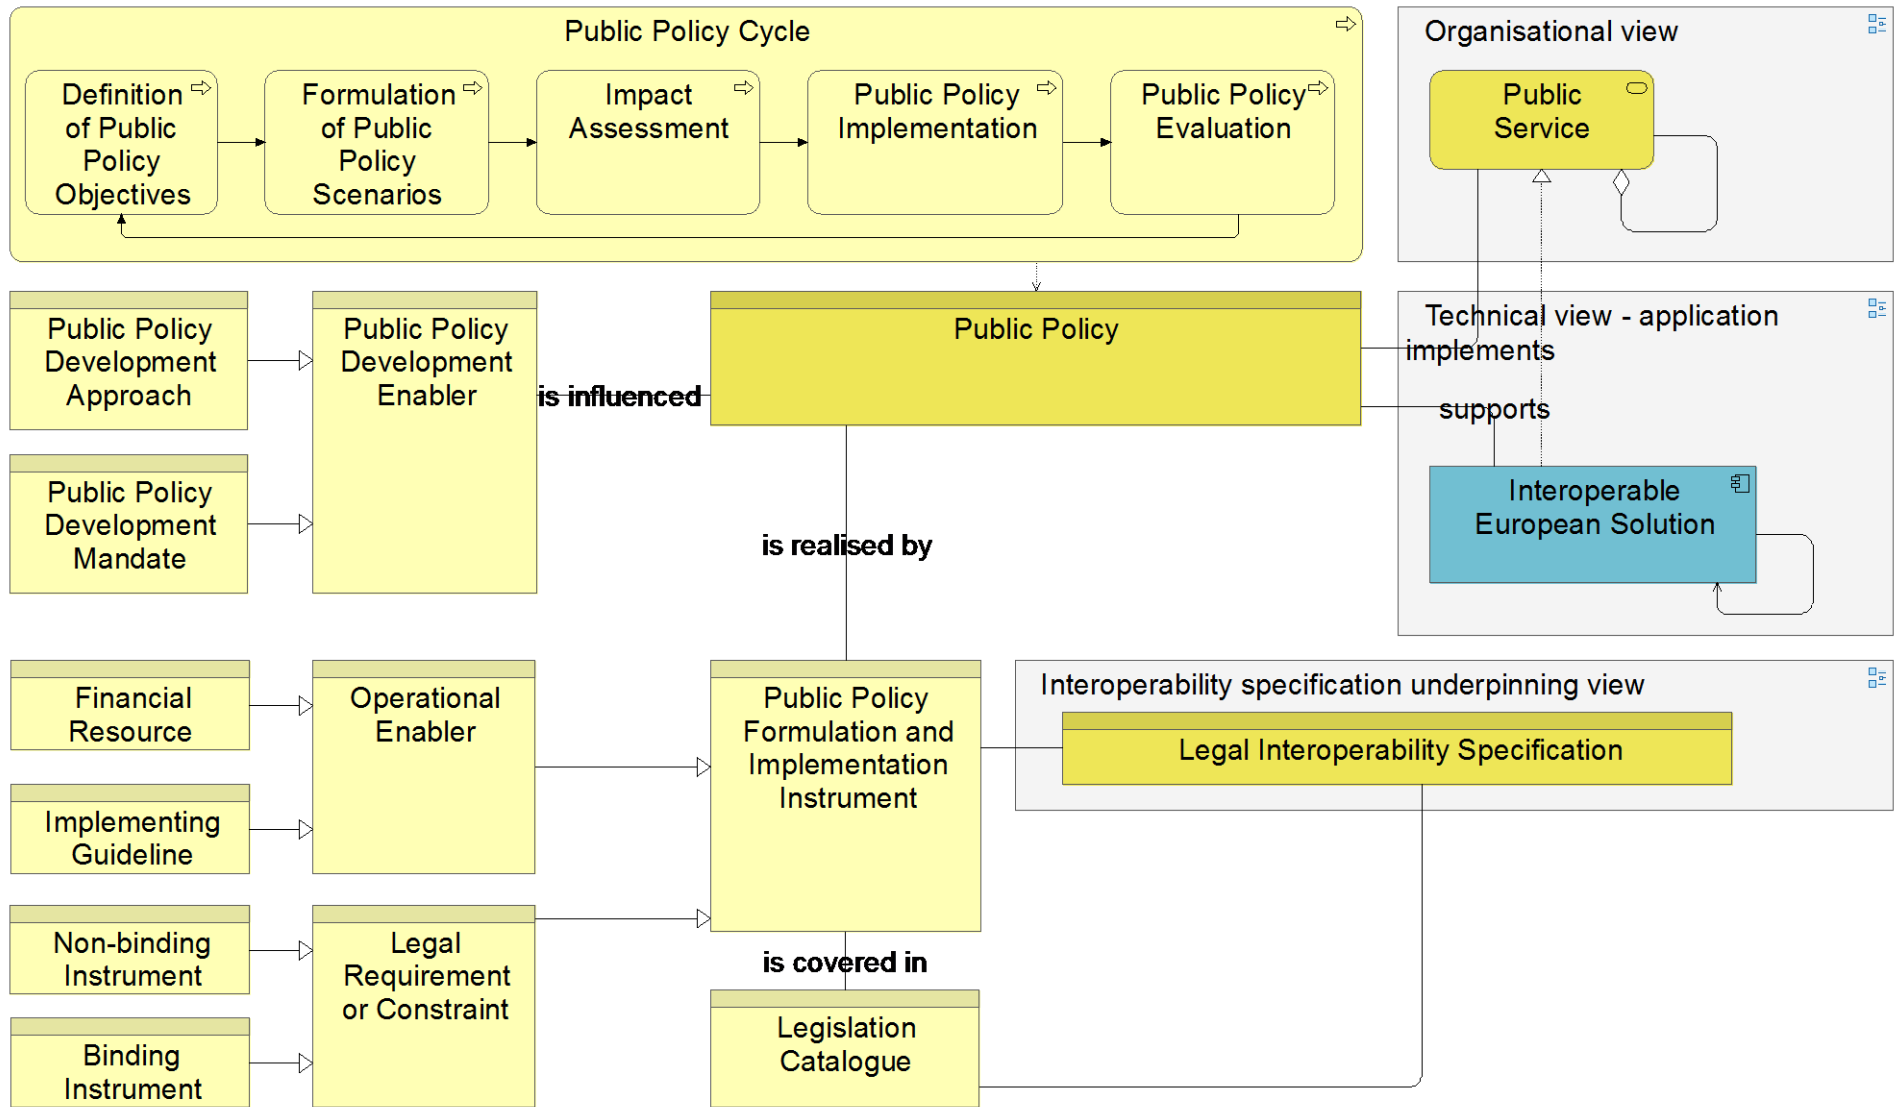 Public Policy Cycle
Definition
of Public
Policy
Objectives
Formulation
of Public
Policy
Scenarios
Impact
Assessment
Public Policy
Implementation
Public Policy
Evaluation
Organisational view
Public
Service
Public Policy
Development
Approach
Public Policy
Development
Enabler
is influenced
Public Policy
Technical view - application
implements
supports
Public Policy
Development
Mandate
Interoperable
European Solution
is realised by
Financial
Resource
Operational
Enabler
Public Policy
Formulation and
Implementation
Instrument
Interoperability specification underpinning view
Legal Interoperability Specification
Implementing
Guideline
Non-binding
Instrument
Legal
Requirement
or Constraint
is covered in
Binding
Instrument
Legislation
Catalogue